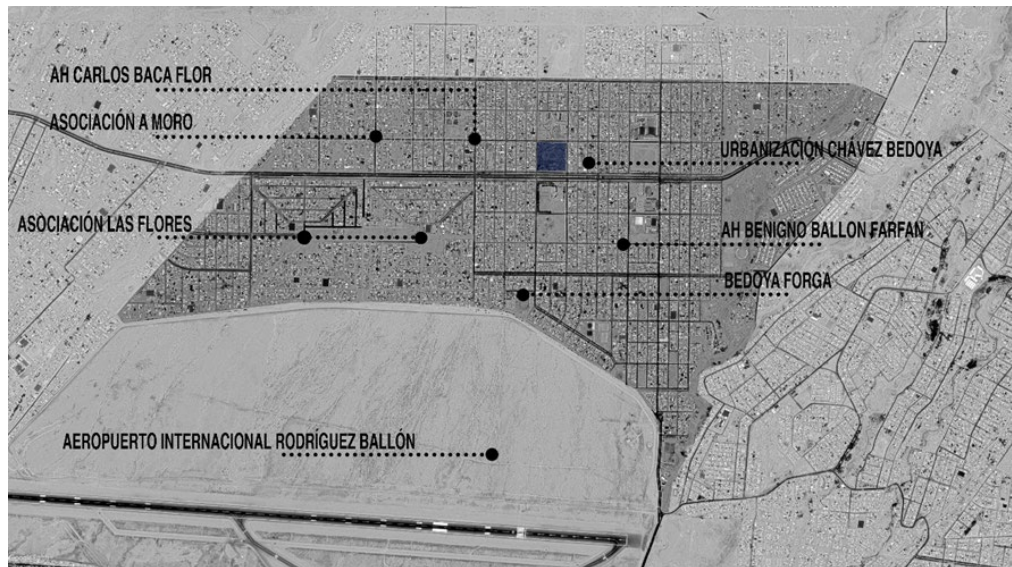 AH CARLOS BACA FLOR
ASOCIACIÓN A MORO
URBANIZACIÓN CHÁVEZ BEDOYA
ASOCIACIÓN LAS FLORES
AH BENIGNO BALLON FARFAN
BEDOYA FORGA
AEROPUERTO INTERNACIONAL RODRÍGUEZ BALLÓN